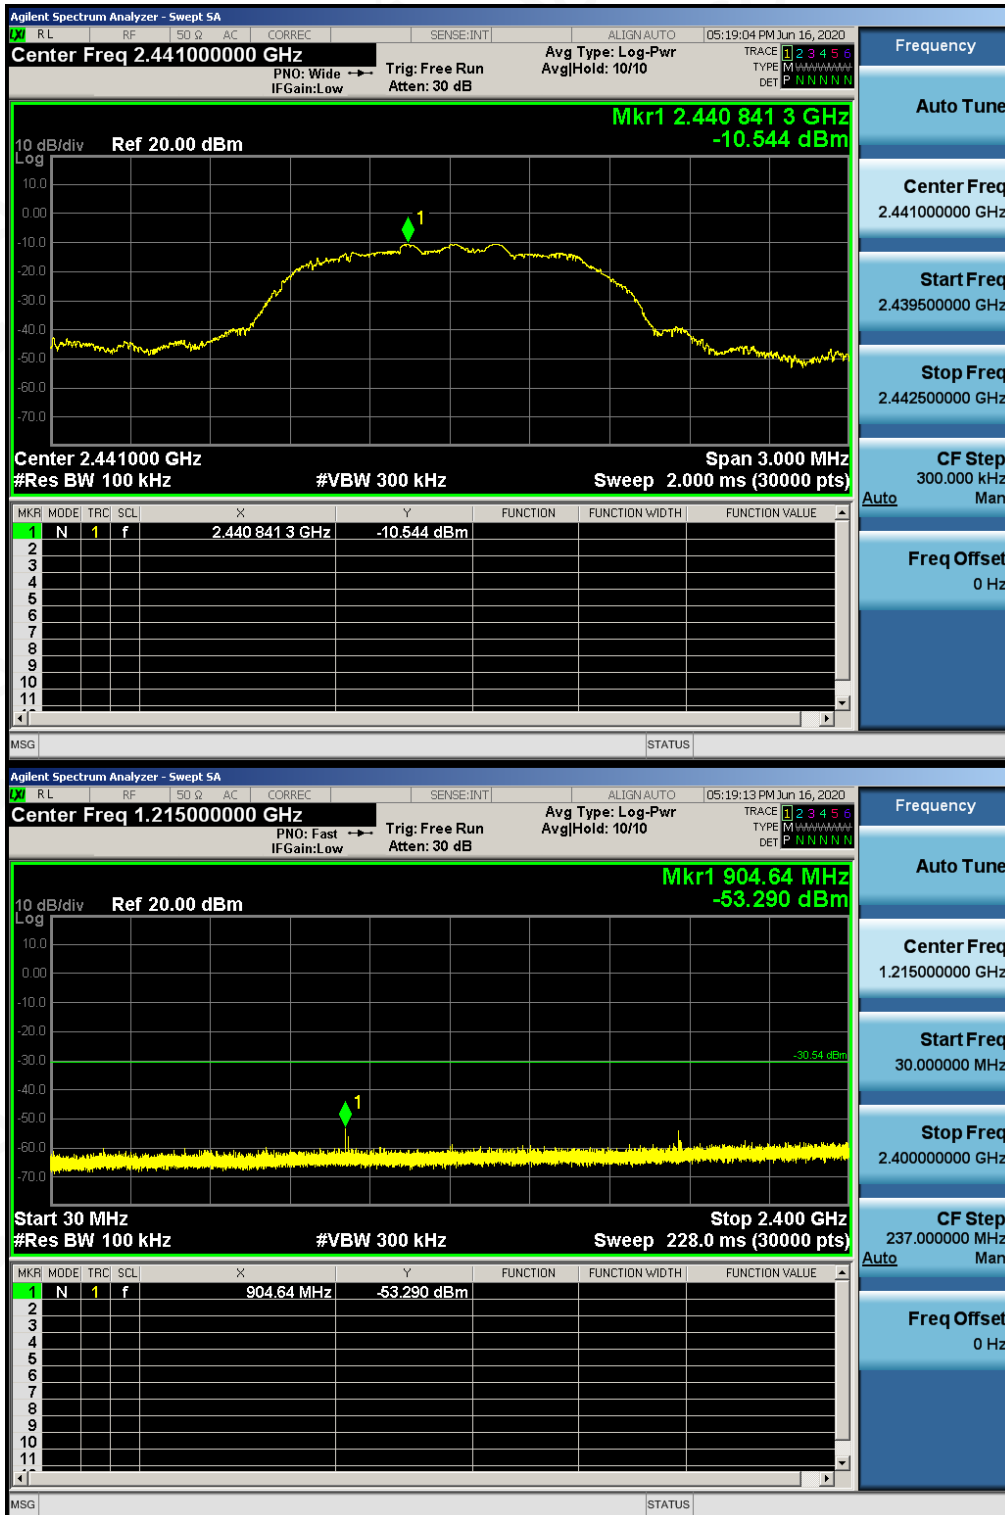 Agilent Spectrum Analyzer - Swept SA
LXI RL RF 50 Ω AC CORREC SENSE:INT ALIGN AUTO 05:19:04 PM Jun 16, 2020
Center Freq 2.441000000 GHz
PNO: Wide
IFGain:Low
Trig: Free Run
Atten: 30 dB
Avg Type: Log-Pwr
Avg|Hold: 10/10
TRACE 1 2 3 4 5 6
TYPE M WWWWW
DET P N N N N N
Mkr1 2.440 841 3 GHz
-10.544 dBm
10 dB/div Ref 20.00 dBm
Log
10.0
0.00
-10.0
-20.0
-30.0
-40.0
-50.0
-60.0
-70.0
1
Center 2.441000 GHz Span 3.000 MHz
#Res BW 100 kHz #VBW 300 kHz Sweep 2.000 ms (30000 pts)
MKR MODE TRC SCL X Y FUNCTION FUNCTION WIDTH FUNCTION VALUE
1 N 1 f 2.440 841 3 GHz -10.544 dBm
2
3
4
5
6
7
8
9
10
11
MSG STATUS
Frequency
Auto Tune
Center Freq
2.441000000 GHz
Start Freq
2.439500000 GHz
Stop Freq
2.442500000 GHz
CF Step
300.000 kHz
Auto Man
Freq Offset
0 Hz
Agilent Spectrum Analyzer - Swept SA
LXI RL RF 50 Ω AC CORREC SENSE:INT ALIGN AUTO 05:19:13 PM Jun 16, 2020
Center Freq 1.215000000 GHz
PNO: Fast
IFGain:Low
Trig: Free Run
Atten: 30 dB
Avg Type: Log-Pwr
Avg|Hold: 10/10
TRACE 1 2 3 4 5 6
TYPE M WWWWW
DET P N N N N N
Mkr1 904.64 MHz
-53.290 dBm
10 dB/div Ref 20.00 dBm
Log
10.0
0.00
-10.0
-20.0
-30.0
-40.0
-50.0
-60.0
-70.0
-30.54 dBm
1
Start 30 MHz Stop 2.400 GHz
#Res BW 100 kHz #VBW 300 kHz Sweep 228.0 ms (30000 pts)
MKR MODE TRC SCL X Y FUNCTION FUNCTION WIDTH FUNCTION VALUE
1 N 1 f 904.64 MHz -53.290 dBm
2
3
4
5
6
7
8
9
10
11
MSG STATUS
Frequency
Auto Tune
Center Freq
1.215000000 GHz
Start Freq
30.000000 MHz
Stop Freq
2.400000000 GHz
CF Step
237.000000 MHz
Auto Man
Freq Offset
0 Hz